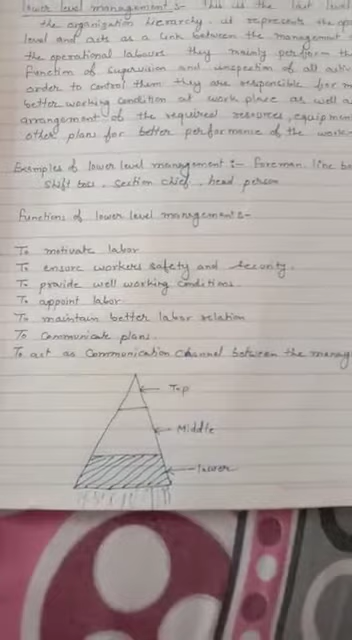 lower level management :- This is the last level
the organization hierarchy. it represents the ope
level and acts as a link between the management
the operational labours they mainly perform th
function of supervision and inspection of all acti
order to control them they are responsible for m
better working condition at work place as well a
arrangement of the required resources, equipmen
other plans for better performance of the worke
Examples of lower level management :- Foreman, line bo
shift boss, section chief, head person
Functions of lower level management :-
To motivate labor
To ensure workers safety and security.
To provide well working conditions.
To appoint labor
To maintain better labor relation
To communicate plans.
To act as communication channel between the manag
Top
Middle
lower